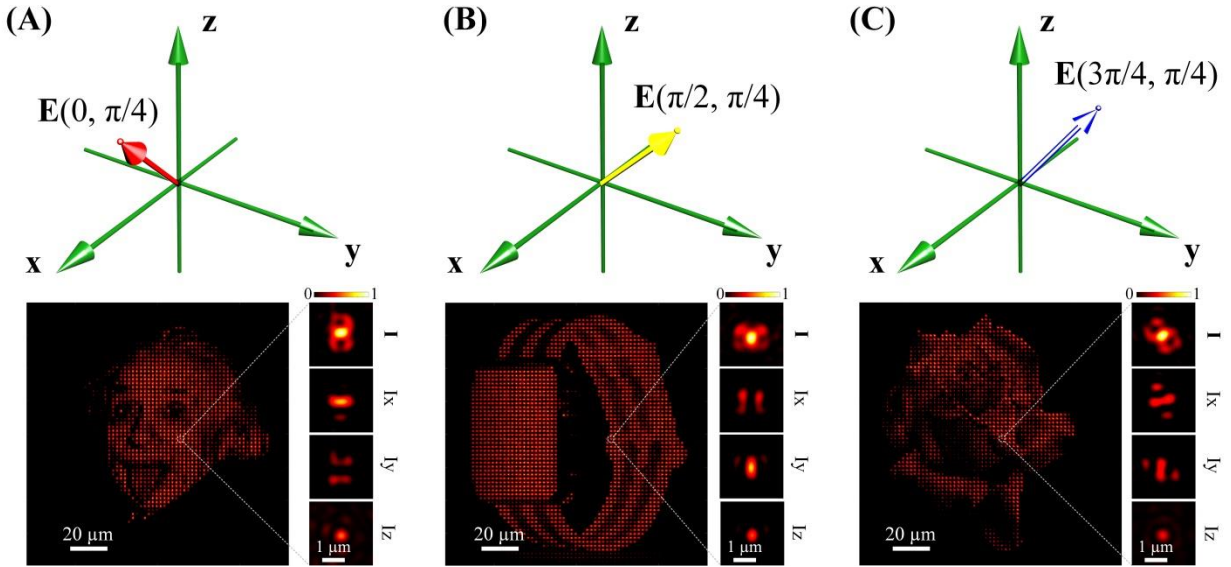 (A)
z
E(0, π/4)
x
y
0 1
I
Ix
Iy
Iz
20 μm
1 μm
(B)
z
E(π/2, π/4)
x
y
0 1
I
Ix
Iy
Iz
20 μm
1 μm
(C)
z
E(3π/4, π/4)
x
y
0 1
I
Ix
Iy
Iz
20 μm
1 μm